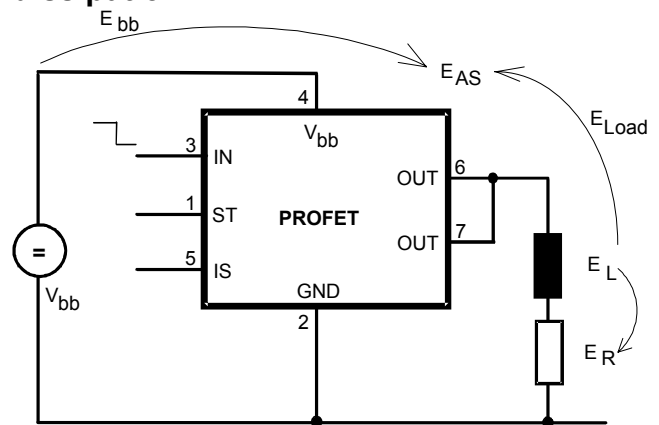 E bb
E AS
E Load
4
V bb
3
IN
1
ST
PROFET
5
IS
OUT
6
OUT
7
GND
2
=
V bb
E L
E R